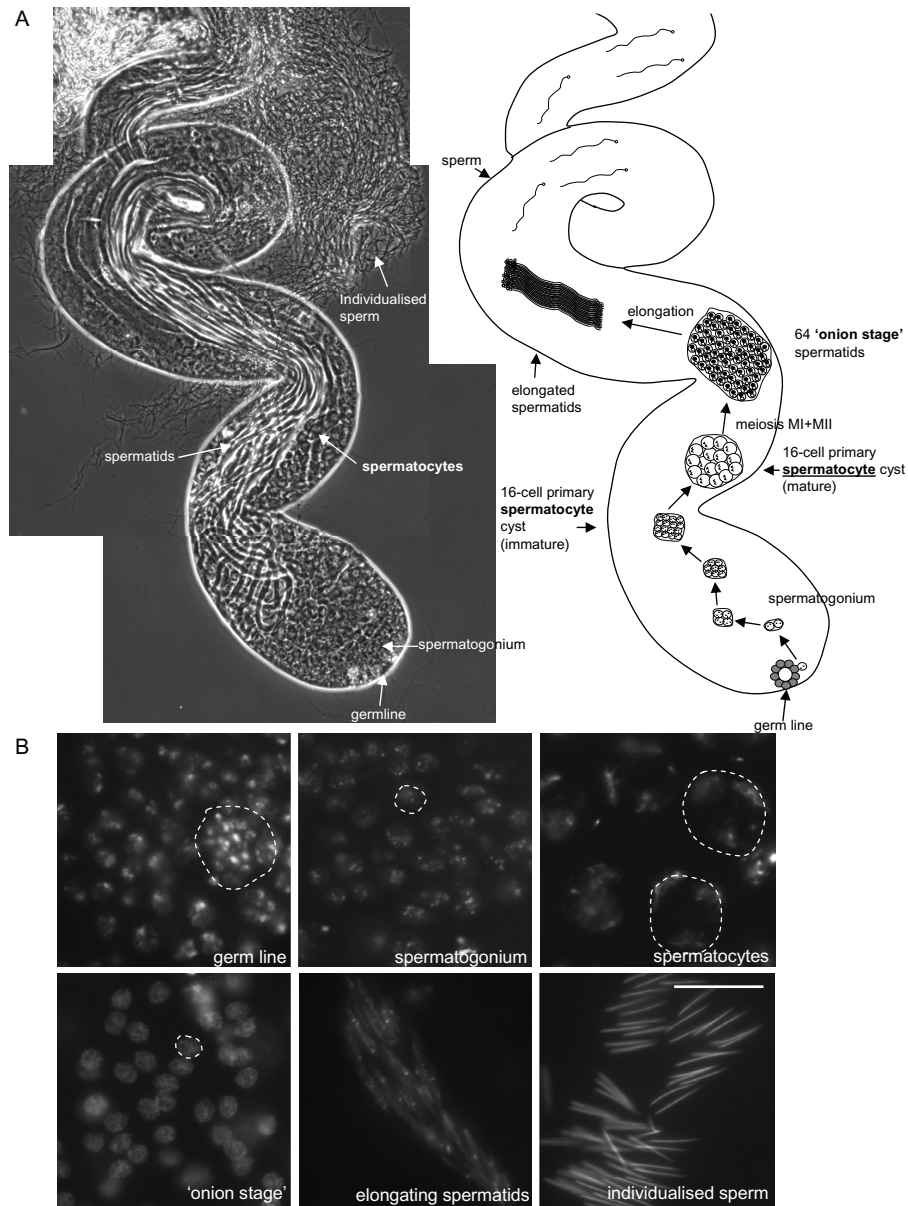 A
sperm
Individualised
sperm
elongation
64 ‘onion stage’
spermatids
elongated
spermatids
meiosis MI+MII
spermatids
spermatocytes
16-cell primary
spermatocyte cyst
(mature)
16-cell primary
spermatocyte
cyst
(immature)
spermatogonium
spermatogonium
germline
germ line
B
germ line
spermatogonium
spermatocytes
‘onion stage’
elongating spermatids
individualised sperm